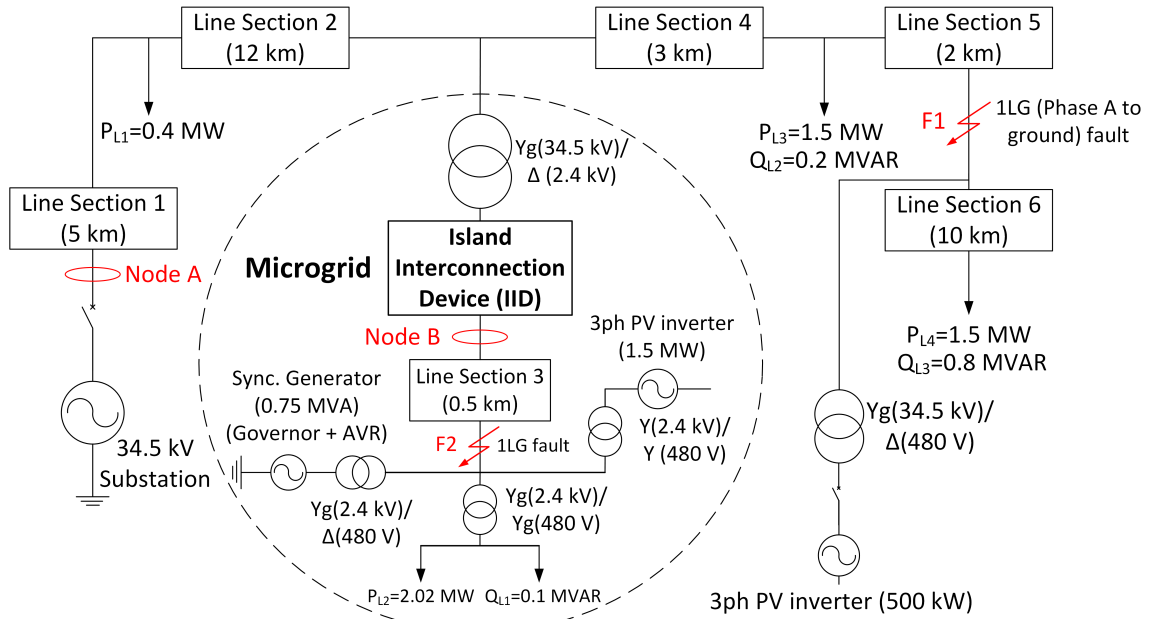 Line Section 2
(12 km)
Line Section 4
(3 km)
Line Section 5
(2 km)
P_L1=0.4 MW
Yg(34.5 kV)/
Δ (2.4 kV)
P_L3=1.5 MW
Q_L2=0.2 MVAR
F1
1LG (Phase A to
ground) fault
Line Section 1
(5 km)
Line Section 6
(10 km)
Node A
Microgrid
Island
Interconnection
Device (IID)
Node B
3ph PV inverter
(1.5 MW)
P_L4=1.5 MW
Q_L3=0.8 MVAR
Sync. Generator
(0.75 MVA)
(Governor + AVR)
Line Section 3
(0.5 km)
F2
1LG fault
Y(2.4 kV)/
Y (480 V)
Yg(34.5 kV)/
Δ(480 V)
34.5 kV
Substation
Yg(2.4 kV)/
Δ(480 V)
Yg(2.4 kV)/
Yg(480 V)
P_L2=2.02 MW
Q_L1=0.1 MVAR
3ph PV inverter (500 kW)